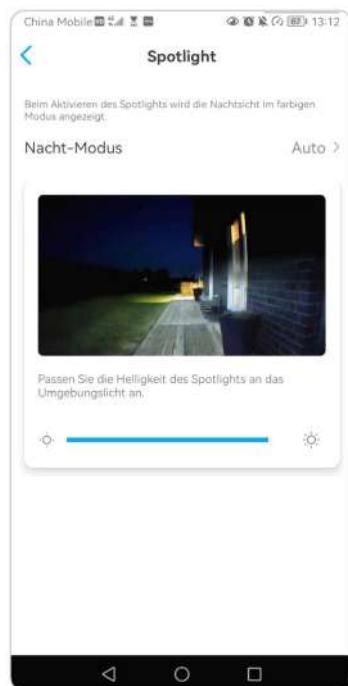 China Mobile 13:12
Spotlight
Beim Aktivieren des Spotlights wird die Nachtsicht im farbigen
Modus angezeigt.
Nacht-Modus Auto
Passen Sie die Helligkeit des Spotlights an das
Umgebungslicht an.